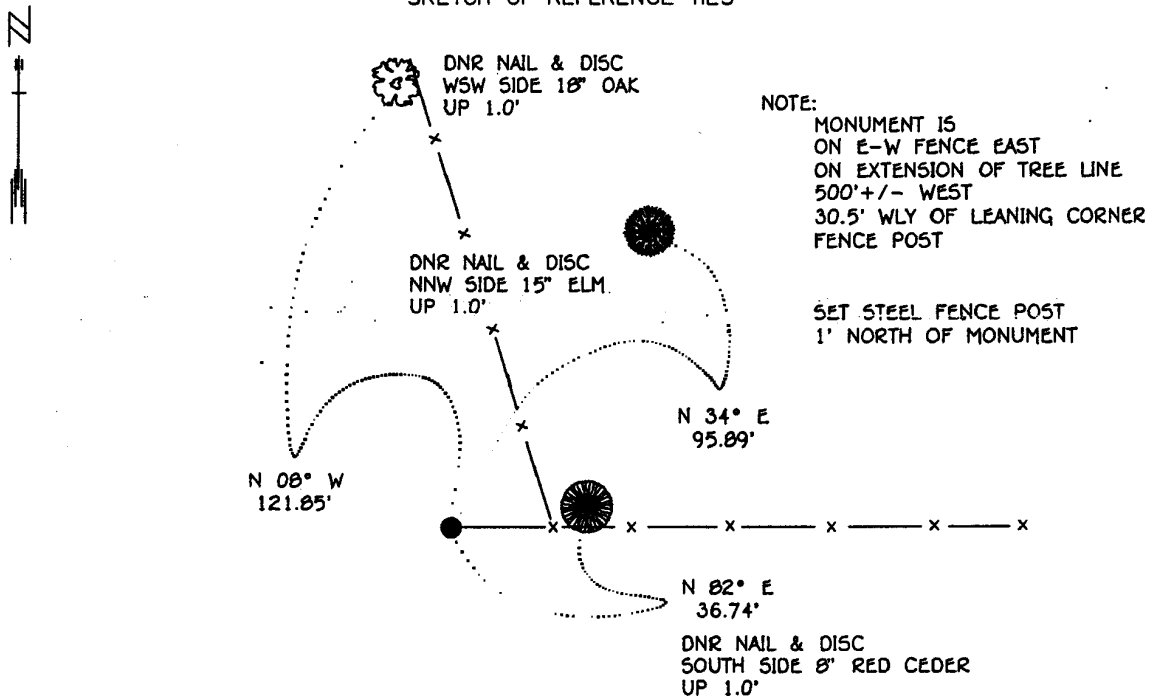 SKETCH OF REFERENCE TIES
N
DNR NAIL & DISC
WSW SIDE 18" OAK
UP 1.0'
NOTE:
MONUMENT IS
ON E-W FENCE EAST
ON EXTENSION OF TREE LINE
500'+/- WEST
30.5' WLY OF LEANING CORNER
FENCE POST
SET STEEL FENCE POST
1' NORTH OF MONUMENT
DNR NAIL & DISC
NNW SIDE 15" ELM
UP 1.0'
N 34° E
95.89'
N 08° W
121.85'
N 82° E
36.74'
DNR NAIL & DISC
SOUTH SIDE 8" RED CEDER
UP 1.0'